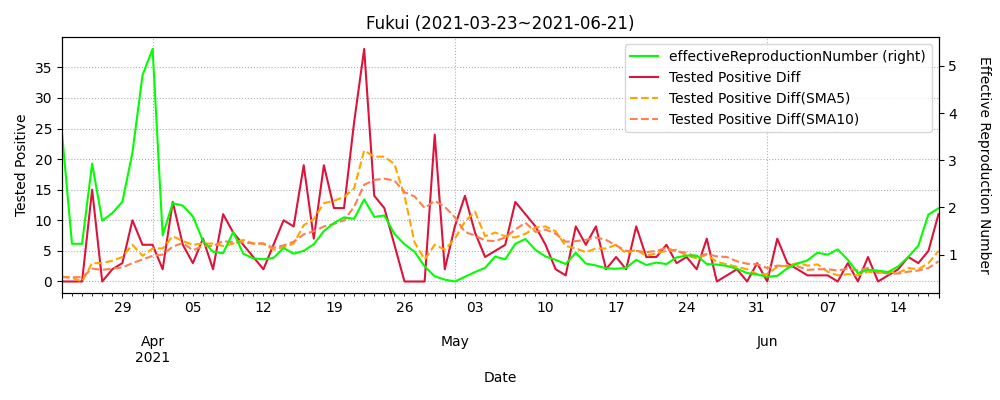 Fukui (2021-03-23~2021-06-21)
effectiveReproductionNumber (right)
Tested Positive Diff
Tested Positive Diff(SMA5)
Tested Positive Diff(SMA10)
Tested Positive
35
30
25
20
15
10
5
0
5
4
3
2
1
Effective Reproduction Number
29 05 12 19 26 03 10 17 24 31 07 14
Apr May Jun
2021
Date